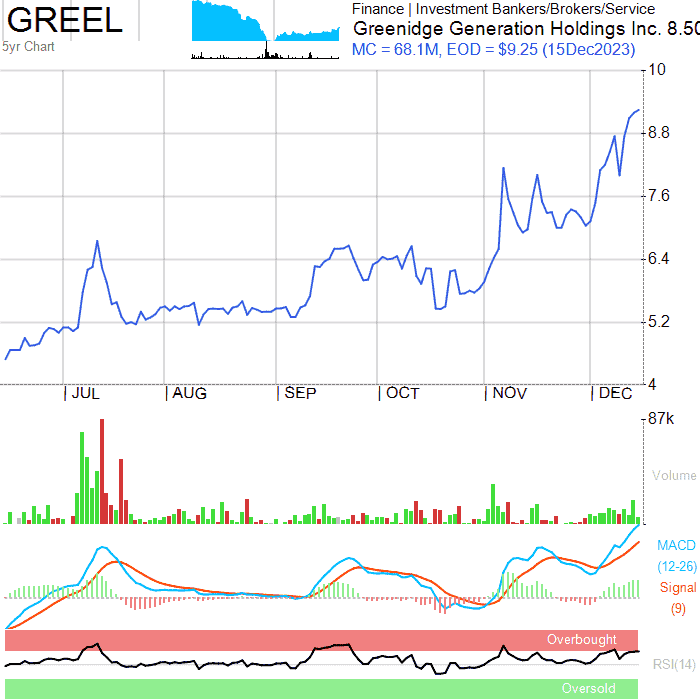 GREEL
5yr Chart
Finance | Investment Bankers/Brokers/Service
Greenidge Generation Holdings Inc. 8.50
MC = 68.1M, EOD = $9.25 (15Dec2023)
10
8.8
7.6
6.4
5.2
4
JUL
AUG
SEP
OCT
NOV
DEC
87k
Volume
MACD
(12-26)
Signal
(9)
Overbought
RSI(14)
Oversold